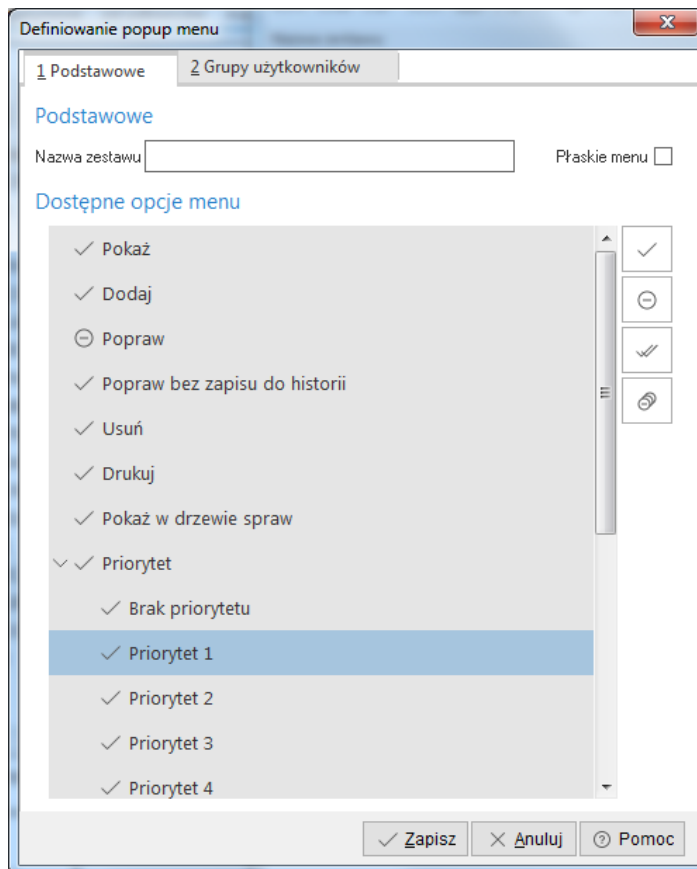 Definiowanie popup menu
1 Podstawowe 2 Grupy użytkowników
Podstawowe
Nazwa zestawu Płaskie menu
Dostępne opcje menu
Pokaż
Dodaj
Popraw
Popraw bez zapisu do historii
Usuń
Drukuj
Pokaż w drzewie spraw
Priorytet
Brak priorytetu
Priorytet 1
Priorytet 2
Priorytet 3
Priorytet 4
Zapisz Anuluj Pomoc